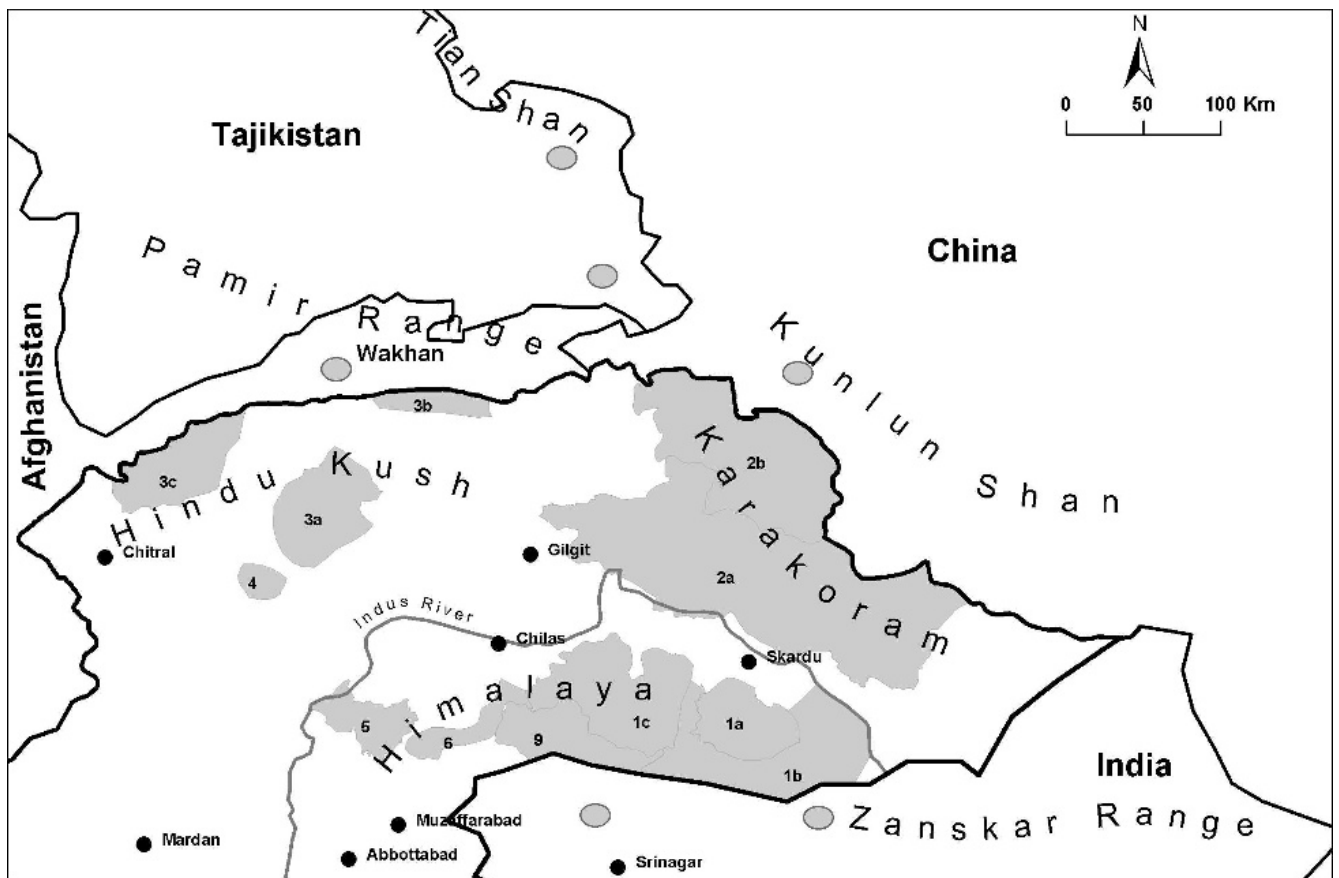 Tian Shan
N
0 50 100 Km
Tajikistan
China
Pamir Range
Wakhan
Kunlun Shan
Afghanistan
3b
3c
Hindu Kush
3a
Karakoram
2b
Chitral
Gilgit
4
2a
Indus River
Chilas
Skardu
Himalaya
5
6
9
1c
1a
1b
India
Zanskar Range
Muzaffarabad
Mardan
Abbottabad
Srinagar